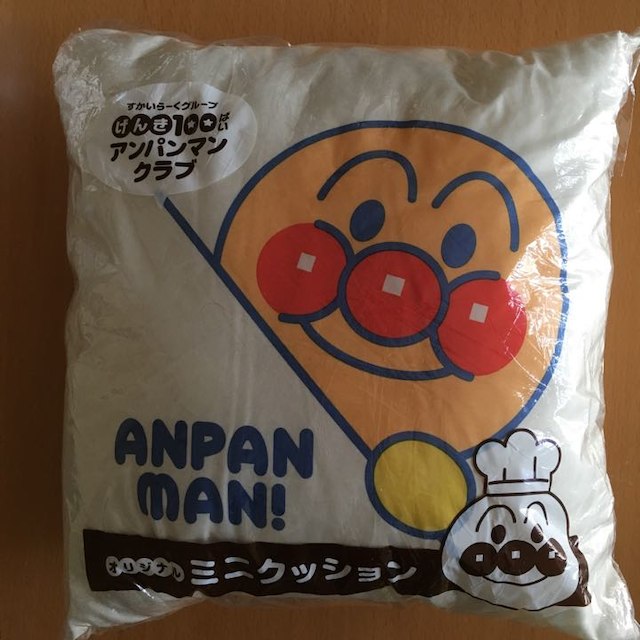 すかいらーくグループ
げんき100ばい
アンパンマン
クラブ
ANPAN
MAN!
オリジナル ミニクッション